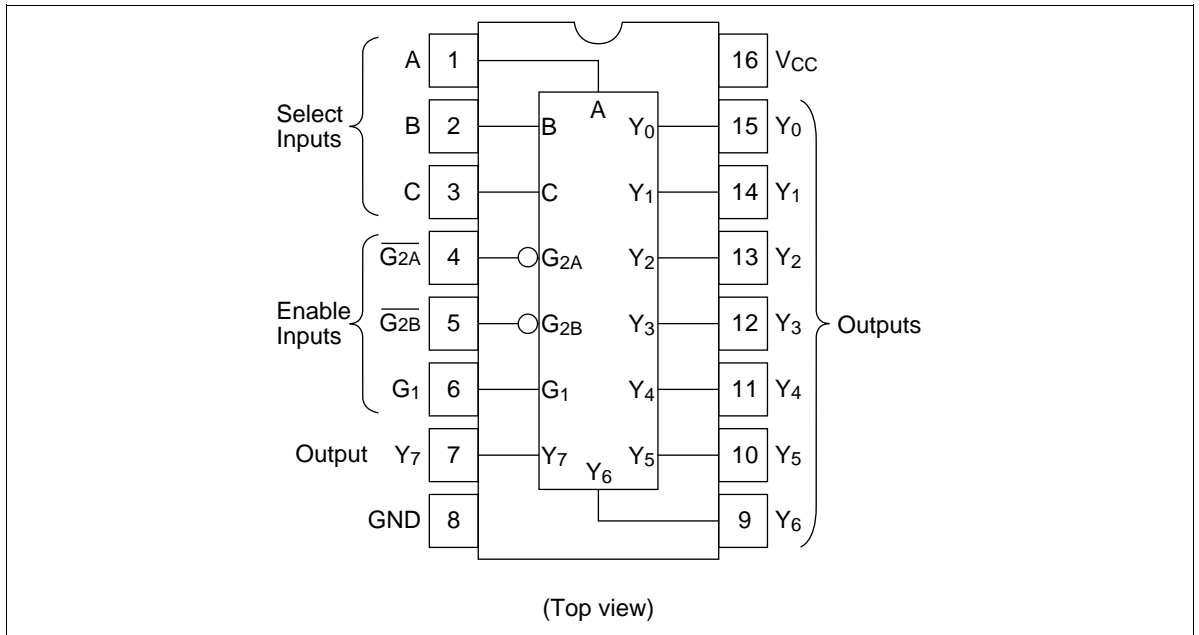 A 1
16 VCC
A
Select
Inputs
B 2
B
Y0
15 Y0
C 3
C
Y1
14 Y1
G2A 4
G2A
Y2
13 Y2
Enable
Inputs
G2B 5
G2B
Y3
12 Y3
Outputs
G1 6
G1
Y4
11 Y4
Output Y7 7
Y7
Y5
10 Y5
Y6
GND 8
9 Y6
(Top view)